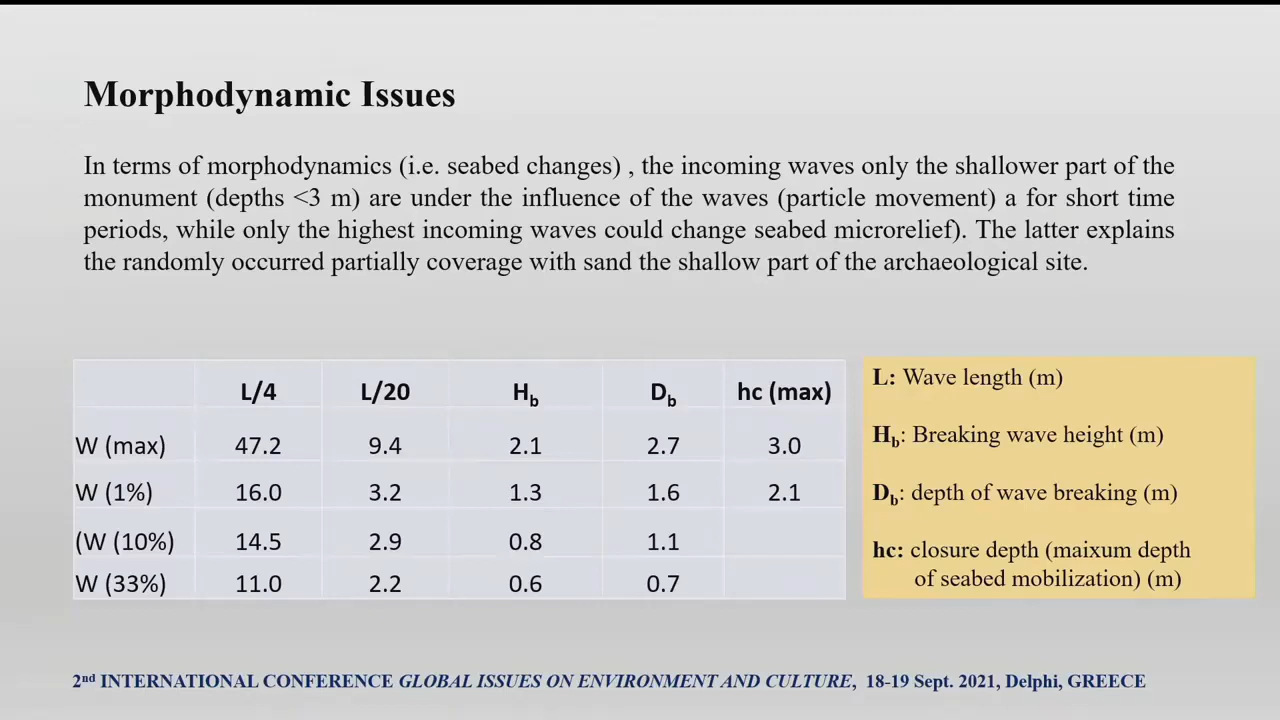 Morphodynamic Issues
In terms of morphodynamics (i.e. seabed changes) , the incoming waves only the shallower part of the
monument (depths <3 m) are under the influence of the waves (particle movement) a for short time
periods, while only the highest incoming waves could change seabed microrelief). The latter explains
the randomly occurred partially coverage with sand the shallow part of the archaeological site.
L/4 L/20 Hb Db hc (max)
W (max) 47.2 9.4 2.1 2.7 3.0
W (1%) 16.0 3.2 1.3 1.6 2.1
(W (10%) 14.5 2.9 0.8 1.1
W (33%) 11.0 2.2 0.6 0.7
L: Wave length (m)
Hb: Breaking wave height (m)
Db: depth of wave breaking (m)
hc: closure depth (maixum depth
of seabed mobilization) (m)
2nd INTERNATIONAL CONFERENCE GLOBAL ISSUES ON ENVIRONMENT AND CULTURE, 18-19 Sept. 2021, Delphi, GREECE